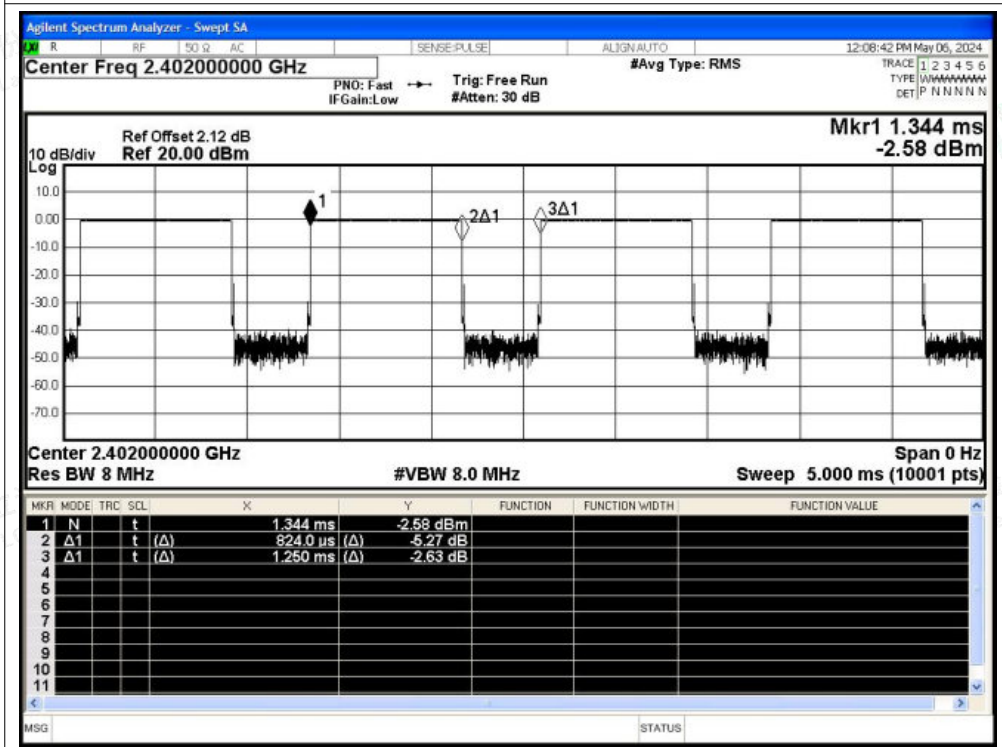 Agilent Spectrum Analyzer - Swept SA
LXI R RF 50 Ω AC SENSE:PULSE ALIGN AUTO 12:08:42 PM May 06, 2024
Center Freq 2.402000000 GHz #Avg Type: RMS TRACE 1 2 3 4 5 6
PNO: Fast Trig: Free Run TYPE WWWWWW
IFGain:Low #Atten: 30 dB DET P N N N N N
Mkr1 1.344 ms
Ref Offset 2.12 dB
10 dB/div Ref 20.00 dBm -2.58 dBm
Log
10.0
1
0.00 2Δ1 3Δ1
-10.0
-20.0
-30.0
-40.0
-50.0
-60.0
-70.0
Center 2.402000000 GHz Span 0 Hz
Res BW 8 MHz #VBW 8.0 MHz Sweep 5.000 ms (10001 pts)
MKR MODE TRC SCL X Y FUNCTION FUNCTION WIDTH FUNCTION VALUE
1 N t 1.344 ms -2.58 dBm
2 Δ1 t (Δ) 824.0 µs (Δ) -5.27 dB
3 Δ1 t (Δ) 1.250 ms (Δ) -2.63 dB
4
5
6
7
8
9
10
11
MSG STATUS